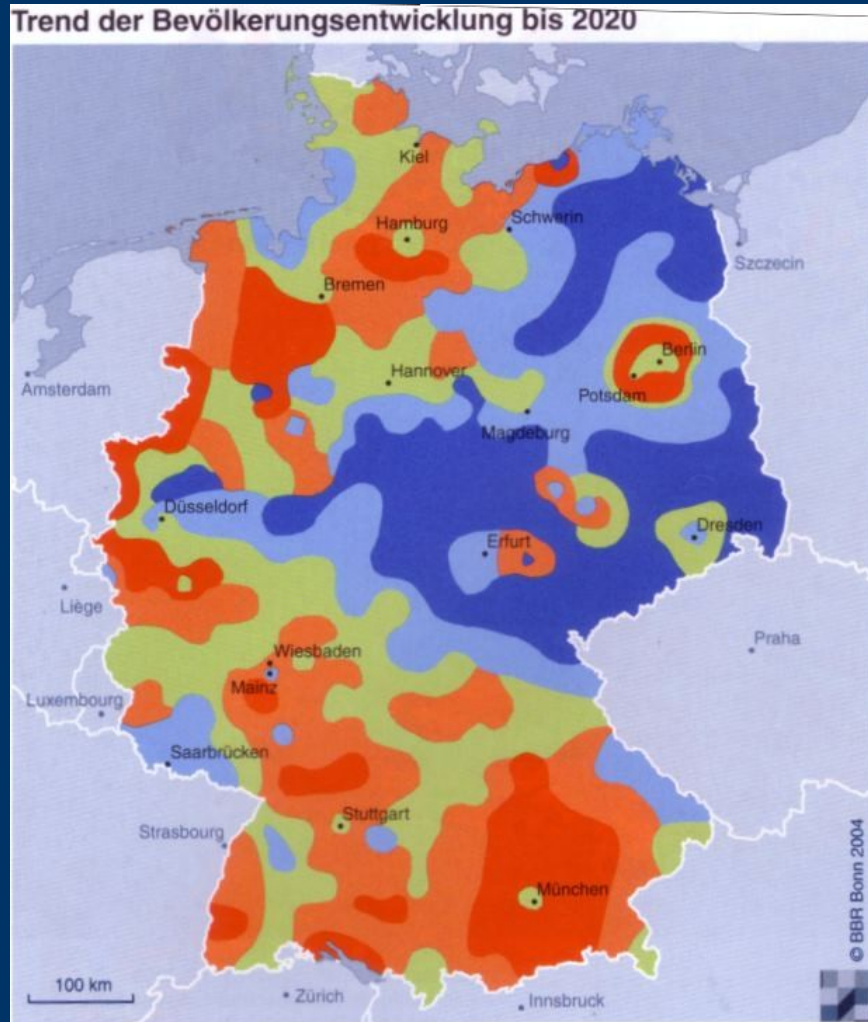 Trend der Bevölkerungsentwicklung bis 2020
Kiel
Hamburg
Schwerin
Szczecin
Bremen
Amsterdam
Hannover
Berlin
Potsdam
Magdeburg
Düsseldorf
Dresden
Erfurt
Liège
Praha
Wiesbaden
Mainz
Luxembourg
Saarbrücken
Stuttgart
Strasbourg
München
© BBR Bonn 2004
100 km
Zürich
Innsbruck